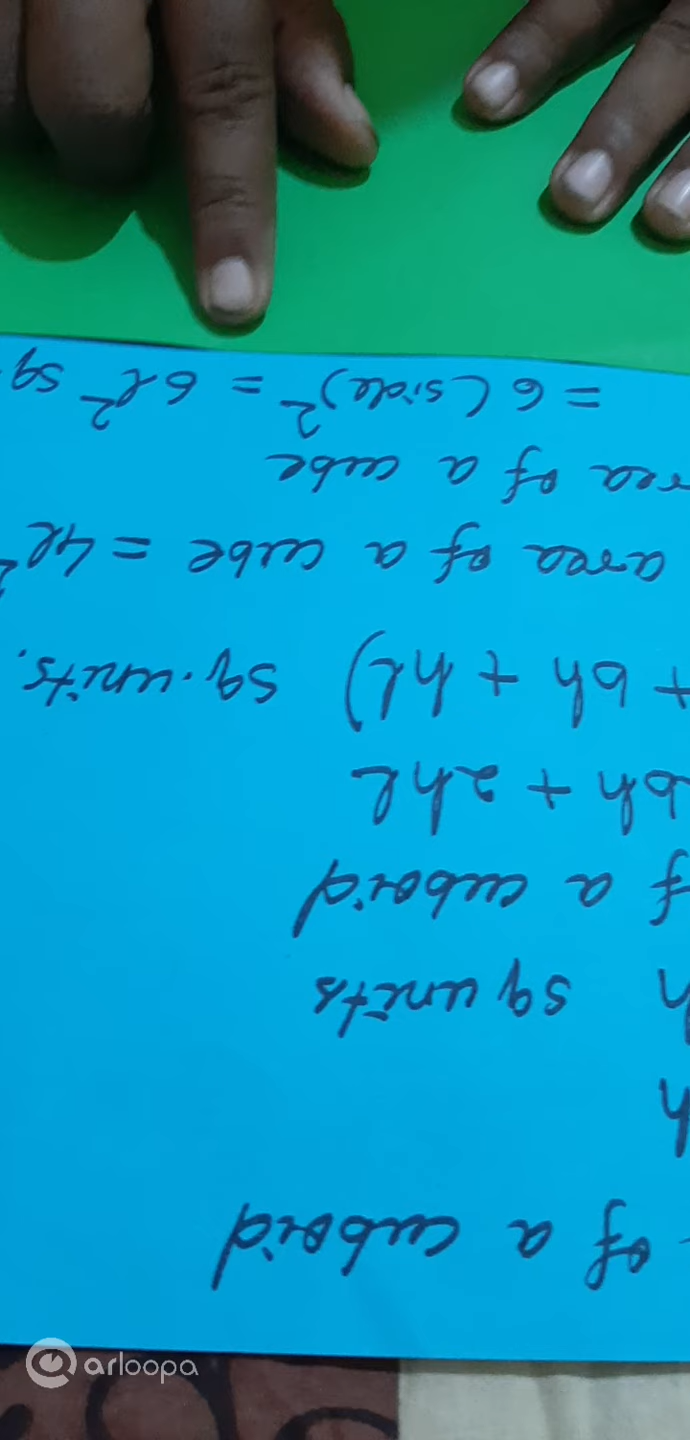 of a cuboid
h
h sq units
f a cuboid
bh + 2hl
+ bh + hl) sq. units.
area of a cube = 4l²
rea of a cube
= 6 (side)² = 6l² sq.
arloopa